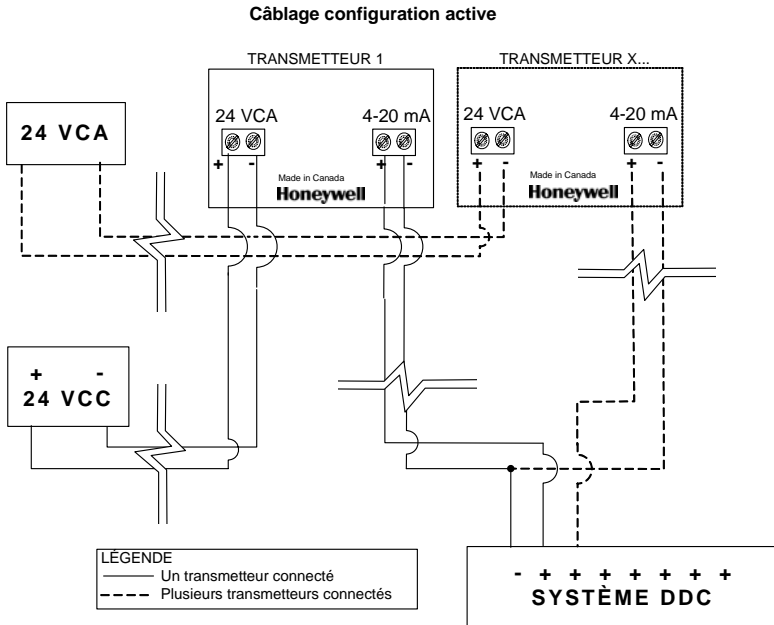 Câblage configuration active
TRANSMETTEUR 1
TRANSMETTEUR X...
24 VCA
24 VCA
4-20 mA
24 VCA
4-20 mA
+ -
+ -
+ -
+ -
Made in Canada
Honeywell
Made in Canada
Honeywell
+ -
24 VCC
LÉGENDE
Un transmetteur connecté
Plusieurs transmetteurs connectés
- + + + + + + +
SYSTÈME DDC